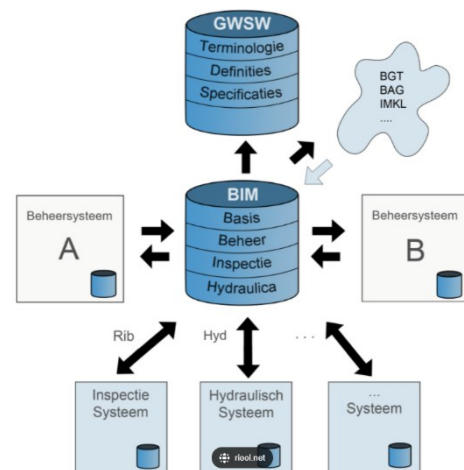 GWSW
Terminologie
Definities
Specificaties
BGT
BAG
IMKL
....
BIM
Basis
Beheer
Inspectie
Hydraulica
Beheersysteem
A
Beheersysteem
B
Rib
Hyd
. . .
Inspectie
Systeem
Hydraulisch
Systeem
...
Systeem
riool.net